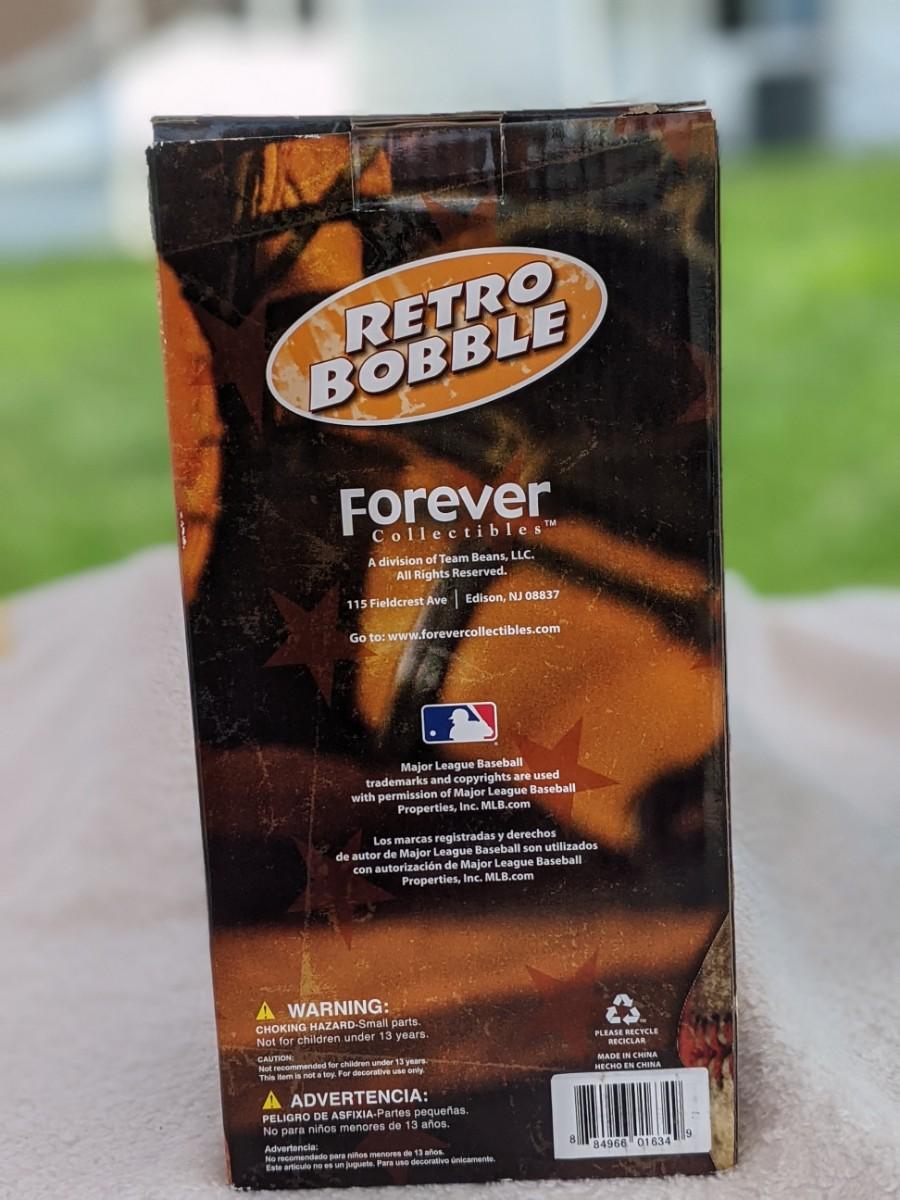 RETRO
BOBBLE
Forever
Collectibles™
A division of Team Beans, LLC.
All Rights Reserved.
115 Fieldcrest Ave | Edison, NJ 08837
Go to: www.forevercollectibles.com
Major League Baseball
trademarks and copyrights are used
with permission of Major League Baseball
Properties, Inc. MLB.com
Los marcas registradas y derechos
de autor de Major League Baseball son utilizados
con autorización de Major League Baseball
Properties, Inc. MLB.com
WARNING:
CHOKING HAZARD-Small parts.
Not for children under 13 years.
CAUTION:
Not recommended for children under 13 years.
This item is not a toy. For decorative use only.
ADVERTENCIA:
PELIGRO DE ASFIXIA-Partes pequeñas.
No para niños menores de 13 años.
Advertencia:
No recomendado para niños menores de 13 años.
Este articulo no es un juguete. Para uso decorativo únicamente.
PLEASE RECYCLE
RECICLAR
MADE IN CHINA
HECHO EN CHINA
8 84966 01634 9